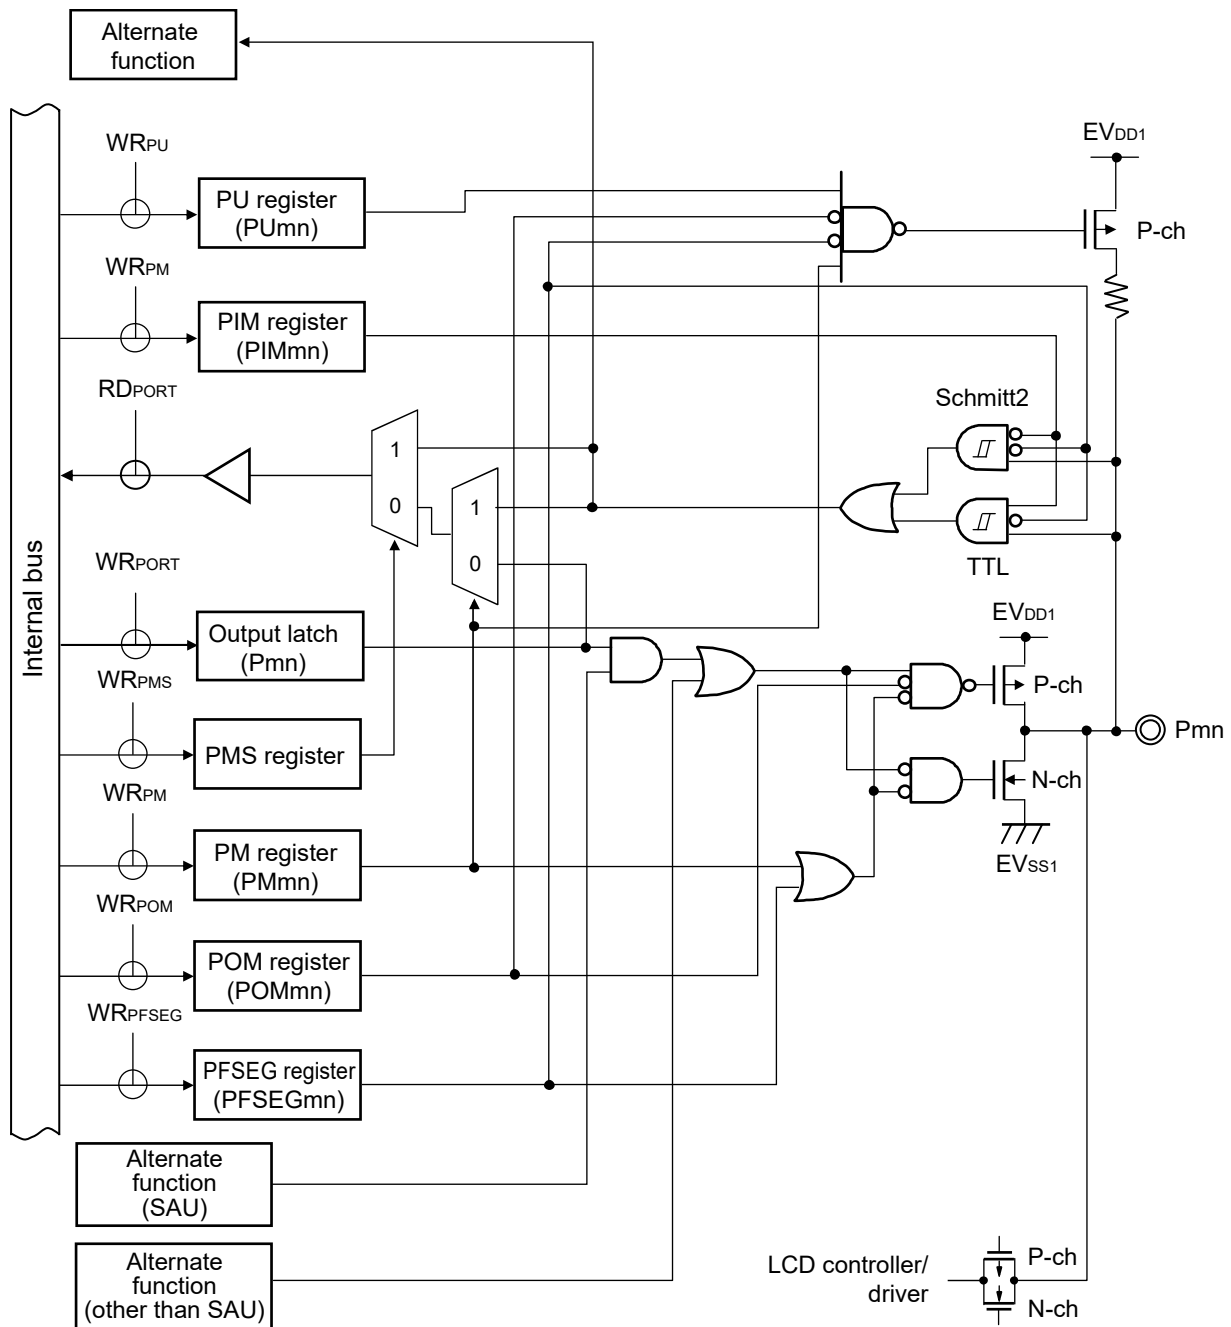 Alternate
function
WRPU
EVDD1
PU register
(PUmn)
P-ch
WRPM
PIM register
(PIMmn)
RDPORT
Schmitt2
1
0
1
0
TTL
Internal bus
WRPORT
Output latch
(Pmn)
EVDD1
P-ch
WRPMS
Pmn
PMS register
N-ch
WRPM
PM register
(PMmn)
EVSS1
WRPOM
POM register
(POMmn)
WRPFSEG
PFSEG register
(PFSEGmn)
Alternate
function
(SAU)
Alternate
function
(other than SAU)
LCD controller/
driver
P-ch
N-ch